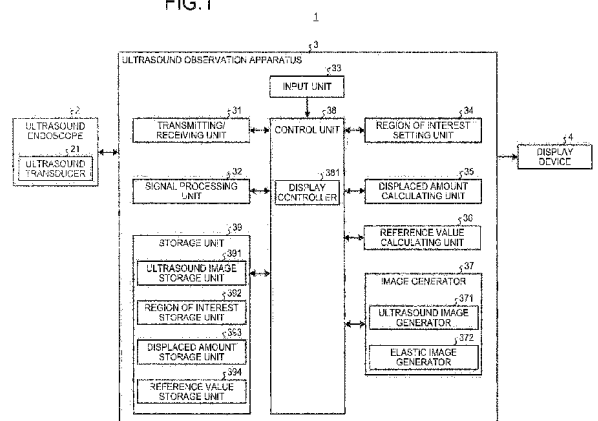 FIG.1
1
3
ULTRASOUND OBSERVATION APPARATUS
33
INPUT UNIT
2
ULTRASOUND
ENDOSCOPE
21
ULTRASOUND
TRANSDUCER
31
TRANSMITTING/
RECEIVING UNIT
38
CONTROL UNIT
34
REGION OF INTEREST
SETTING UNIT
4
DISPLAY
DEVICE
32
SIGNAL PROCESSING
UNIT
381
DISPLAY
CONTROLLER
35
DISPLACED AMOUNT
CALCULATING UNIT
36
REFERENCE VALUE
CALCULATING UNIT
39
STORAGE UNIT
391
ULTRASOUND IMAGE
STORAGE UNIT
392
REGION OF INTEREST
STORAGE UNIT
393
DISPLACED AMOUNT
STORAGE UNIT
394
REFERENCE VALUE
STORAGE UNIT
37
IMAGE GENERATOR
371
ULTRASOUND IMAGE
GENERATOR
372
ELASTIC IMAGE
GENERATOR